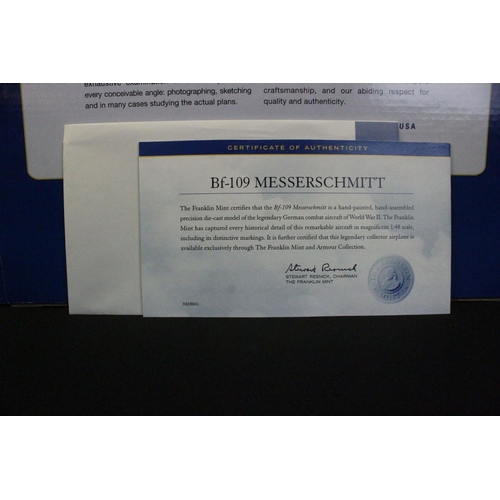 every conceivable angle: photographing, sketching
and in many cases studying the actual plans.
craftsmanship, and our abiding respect for
quality and authenticity.
USA
CERTIFICATE OF AUTHENTICITY
Bf-109 MESSERSCHMITT
The Franklin Mint certifies that the Bf-109 Messerschmitt is a hand-painted, hand-assembled
precision die-cast model of the legendary German combat aircraft of World War II. The Franklin
Mint has captured every historical detail of this remarkable aircraft in magnificent 1:48 scale,
including its distinctive markings. It is further certified that this legendary collector airplane is
available exclusively through The Franklin Mint and Armour Collection.
Stewart Resnick
STEWART RESNICK, CHAIRMAN
THE FRANKLIN MINT